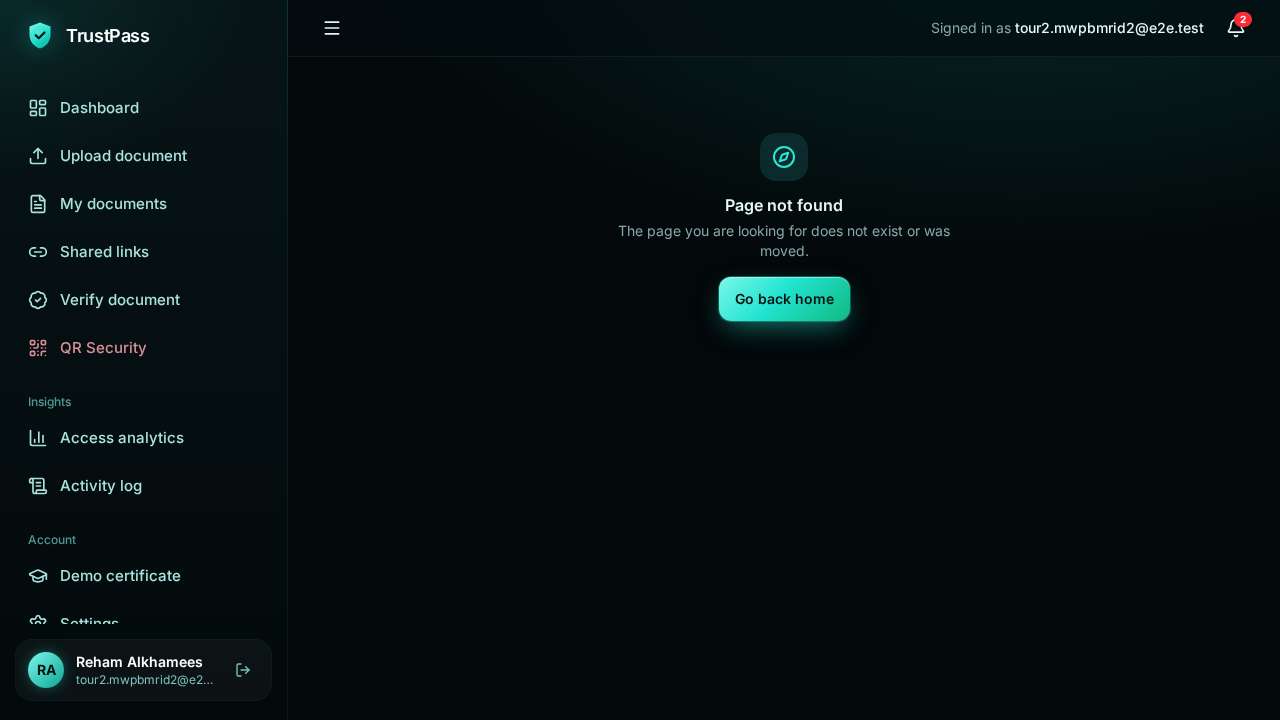 TrustPass
Dashboard
Upload document
My documents
Shared links
Verify document
QR Security
Insights
Access analytics
Activity log
Account
Demo certificate
Settings
RA
Reham Alkhamees
tour2.mwpbmrid2@e2...
Signed in as tour2.mwpbmrid2@e2e.test
2
Page not found
The page you are looking for does not exist or was
moved.
Go back home